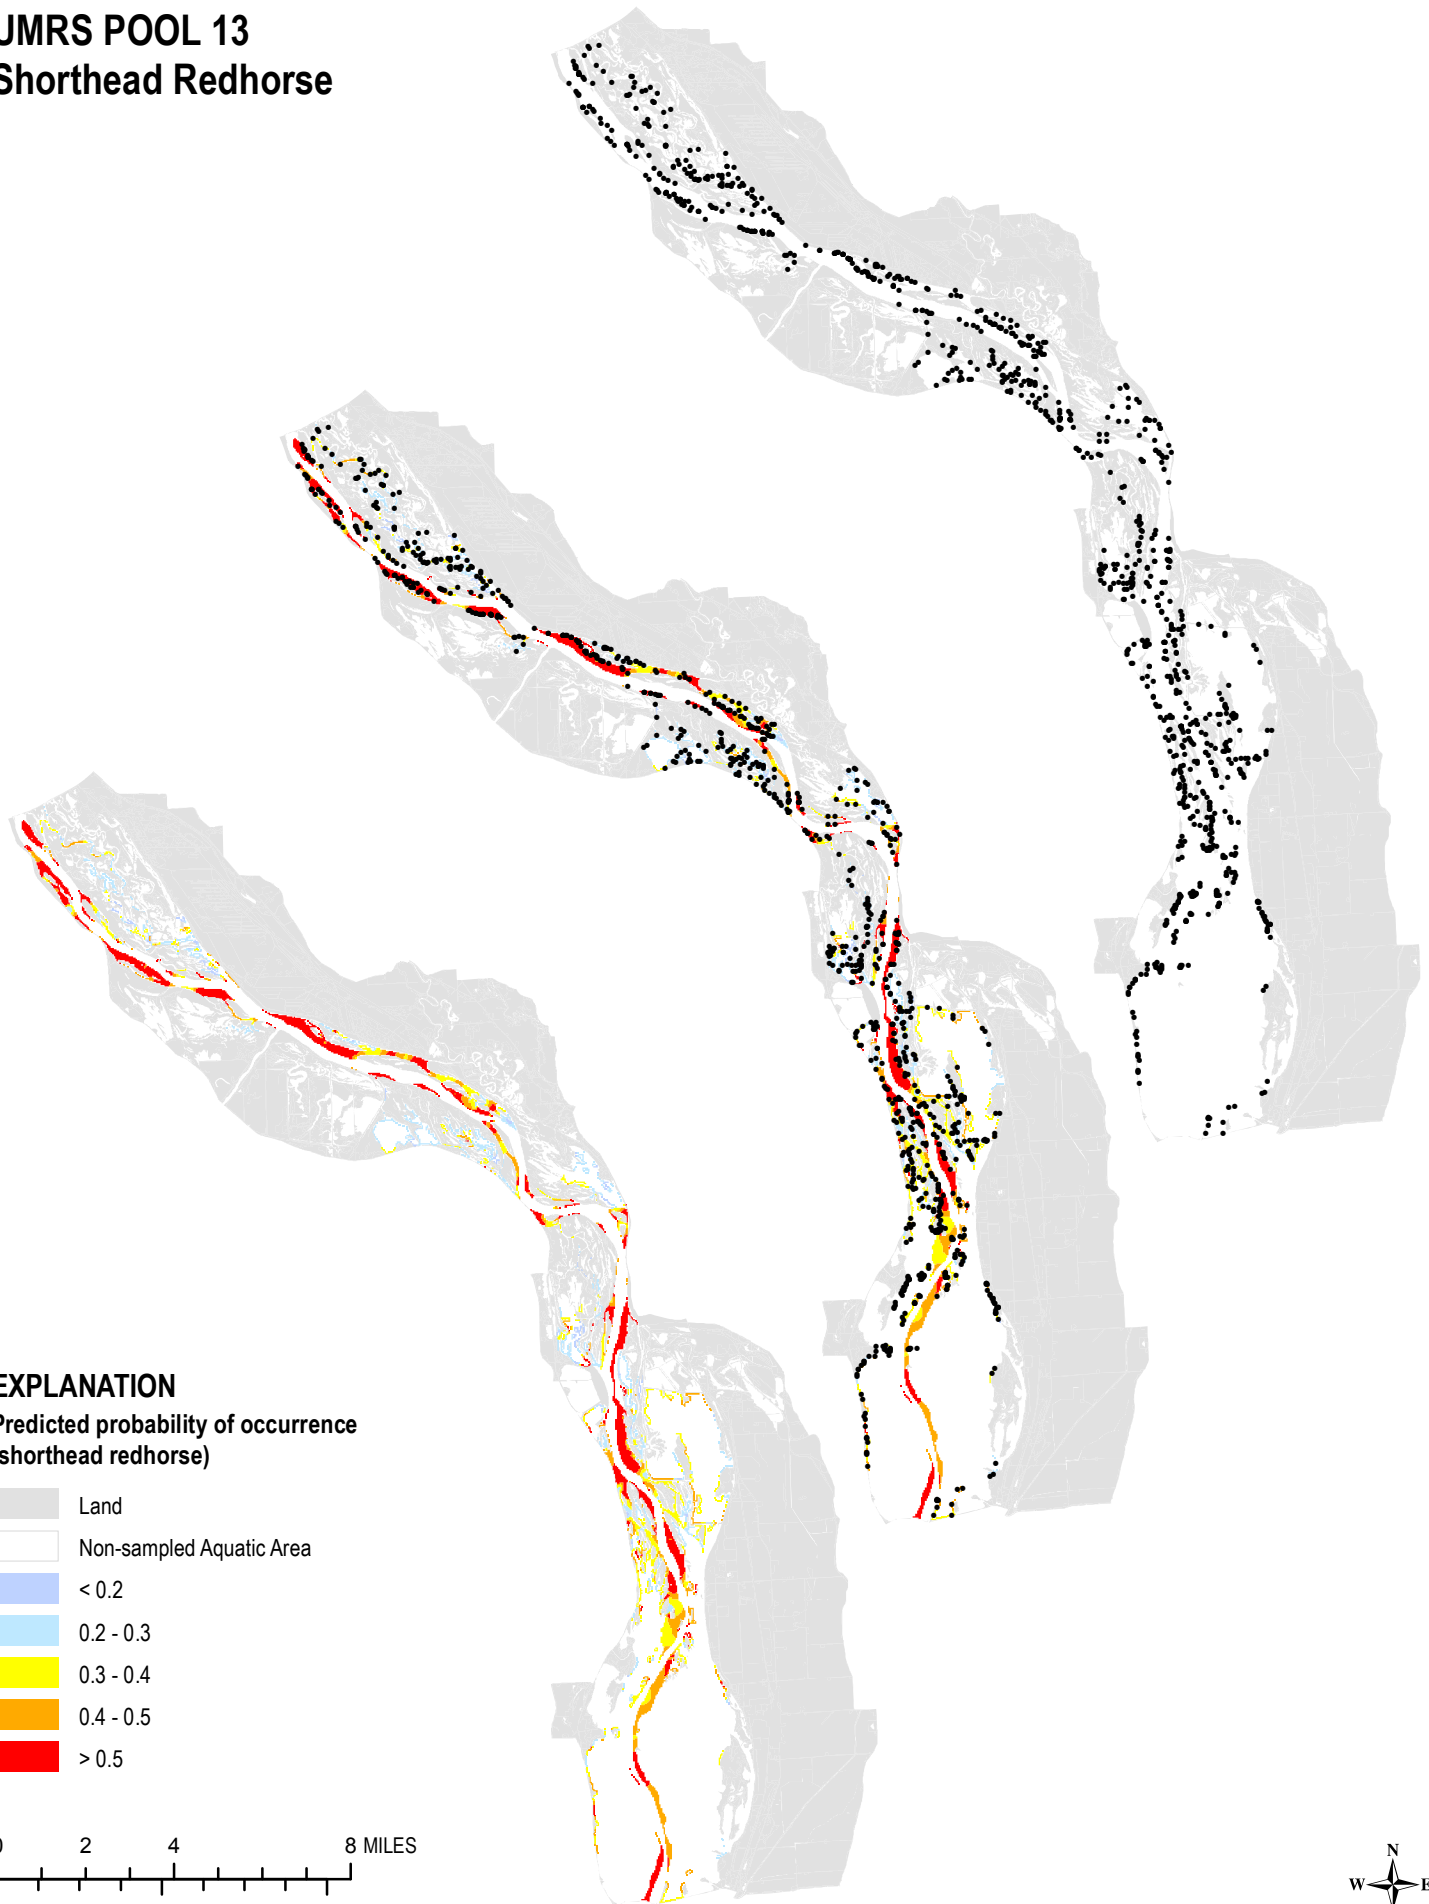 UMRS POOL 13
Shorthead Redhorse
EXPLANATION
Predicted probability of occurrence
shorthead redhorse)
Land
Non-sampled Aquatic Area
< 0.2
0.2 - 0.3
0.3 - 0.4
0.4 - 0.5
> 0.5
0 2 4 8 MILES
N
W E